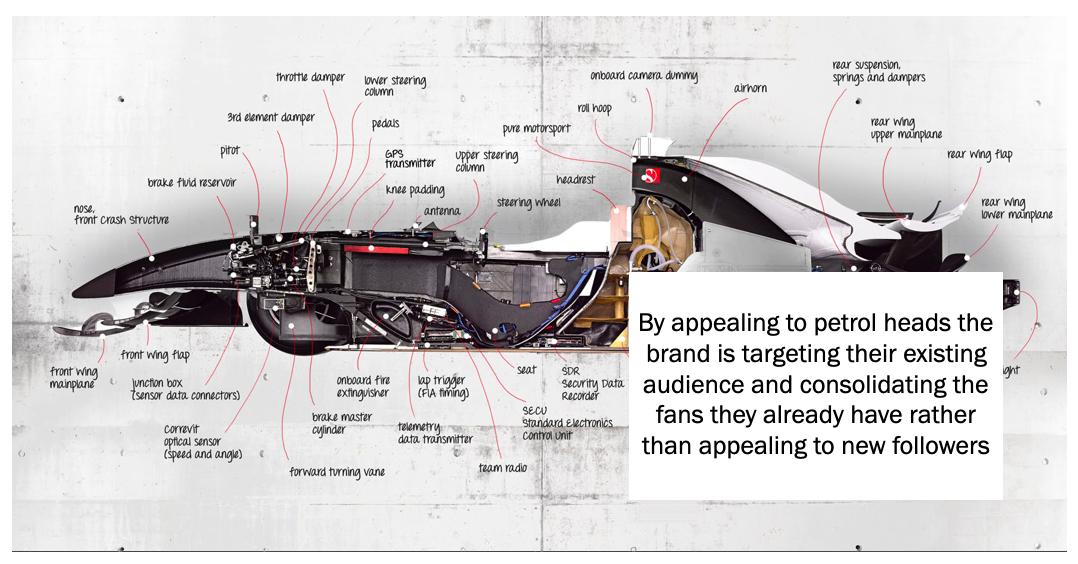 throttle damper
lower steering
column
3rd element damper
pedals
pitot
GPS
transmitter
brake fluid reservoir
knee padding
upper steering
column
nose,
front Crash Structure
antenna
steering wheel
onboard camera dummy
roll hoop
pure motorsport
headrest
airhorn
rear suspension,
springs and dampers
rear wing
upper mainplane
rear wing flap
rear wing
lower mainplane
front wing flap
front wing
mainplane
junction box
(sensor data connectors)
Correvit
optical sensor
(speed and angle)
forward turning vane
brake master
cylinder
onboard fire
extinguisher
lap trigger
(FIA timing)
telemetry
data transmitter
team radio
seat
SDR
Security Data
Recorder
SECU
Standard Electronics
Control Unit
ght
By appealing to petrol heads the
brand is targeting their existing
audience and consolidating the
fans they already have rather
than appealing to new followers